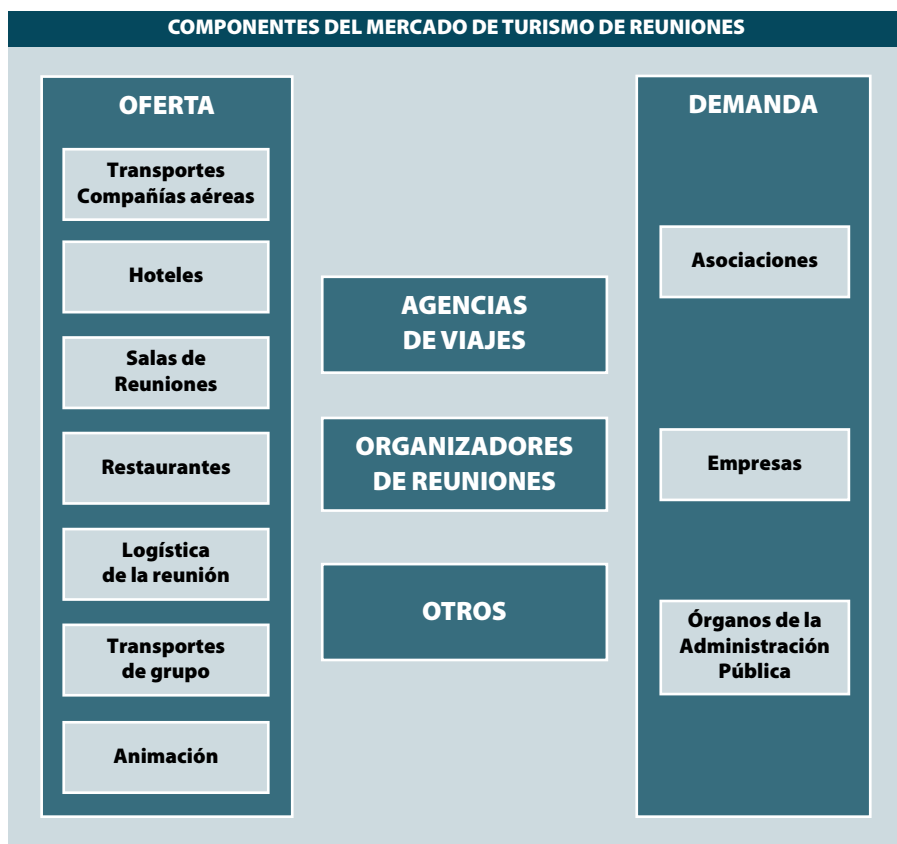 COMPONENTES DEL MERCADO DE TURISMO DE REUNIONES
OFERTA
Transportes
Compañías aéreas
Hoteles
Salas de
Reuniones
Restaurantes
Logística
de la reunión
Transportes
de grupo
Animación
AGENCIAS
DE VIAJES
ORGANIZADORES
DE REUNIONES
OTROS
DEMANDA
Asociaciones
Empresas
Órganos de la
Administración
Pública